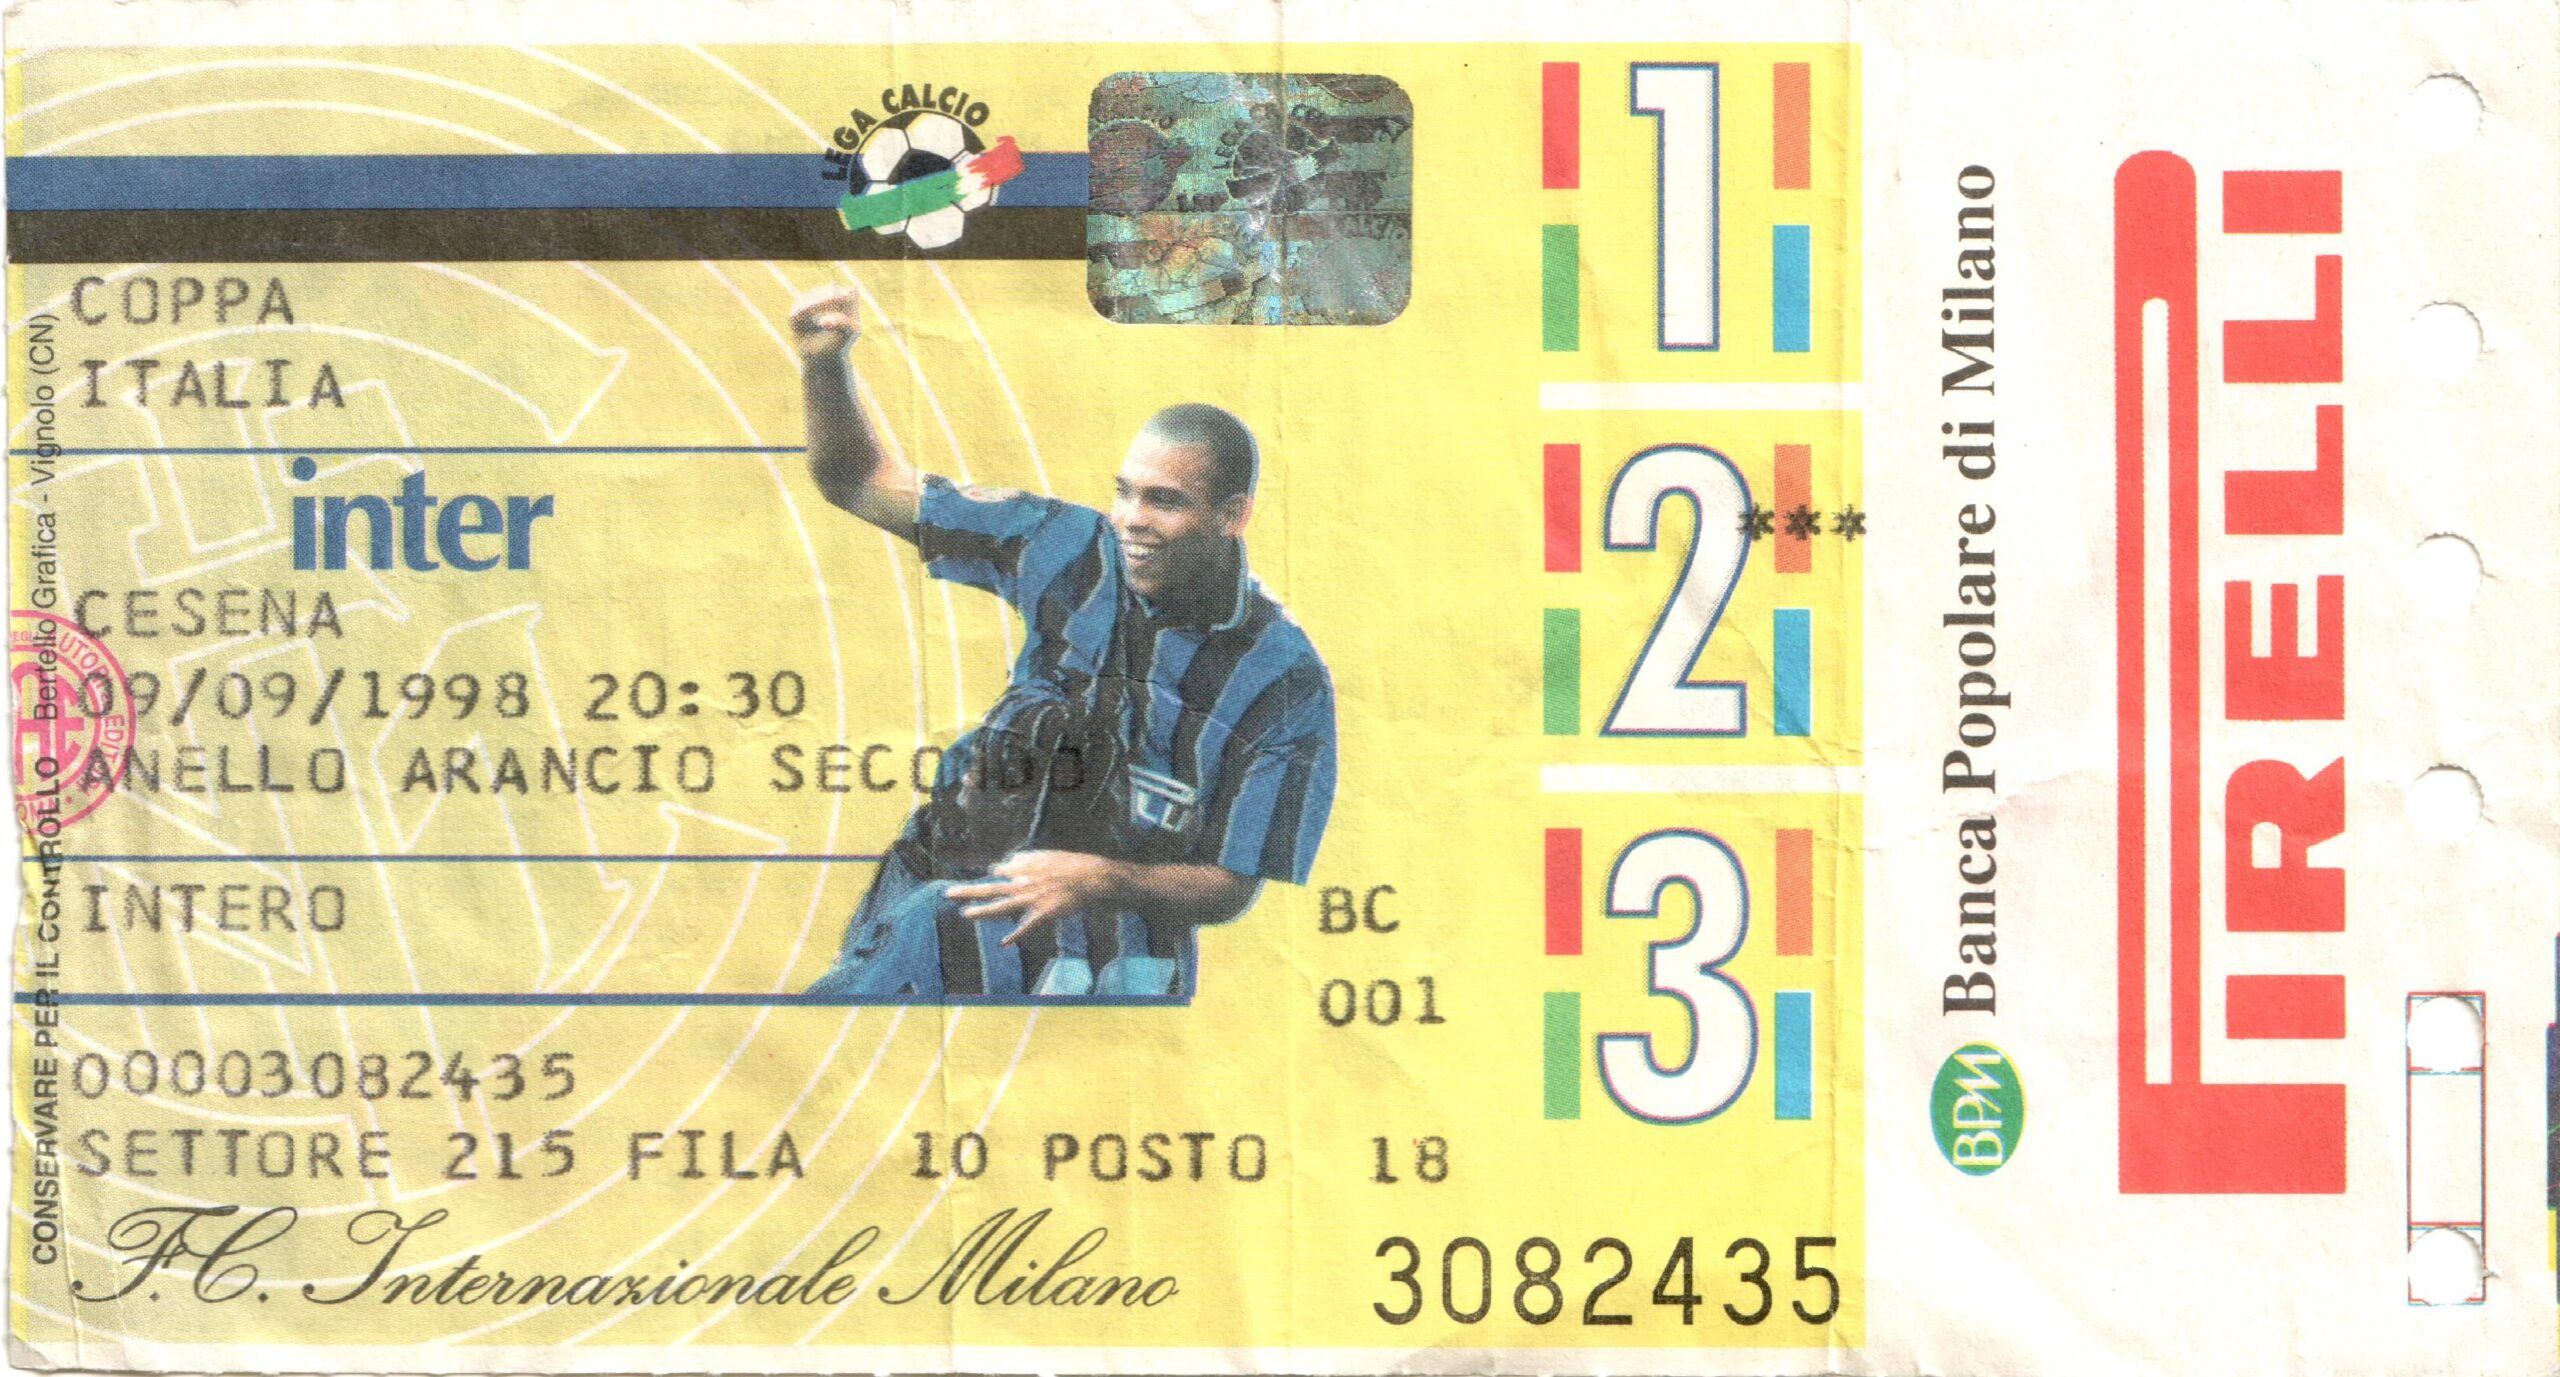 LEGA CALCIO
COPPA
ITALIA
inter
CESENA
09/09/1998 20:30
ANELLO ARANCIO SECONDO
INTERO
BC
001
00003082435
SETTORE 215 FILA 10 POSTO 18
F.C. Internazionale Milano
3082435
1
2
***
3
CONSERVARE PER IL CONTROLLO Bertello Grafica - Vignolo (CN)
BPM Banca Popolare di Milano
PIRELLI